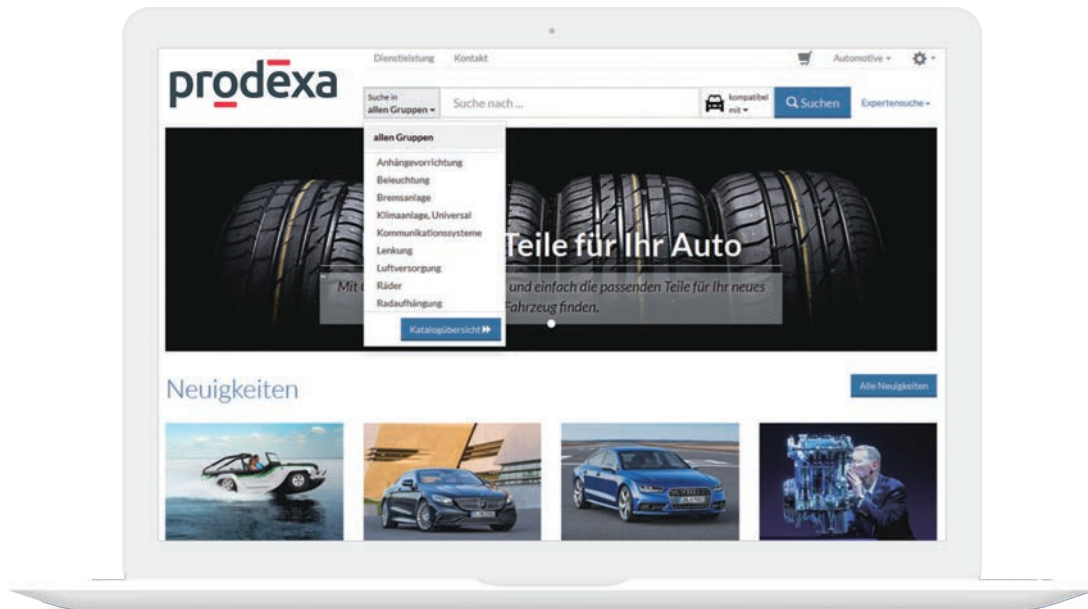 prodexa
Dienstleistung Kontakt
Automotive
Suche in
allen Gruppen
Suche nach ...
kompatibel
mit
Suchen
Expertensuche
allen Gruppen
Anhängevorrichtung
Beleuchtung
Bremsanlage
Klimaanlage, Universal
Kommunikationssysteme
Lenkung
Luftversorgung
Räder
Radaufhängung
Katalogübersicht
Teile für Ihr Auto
Mit
und einfach die passenden Teile für Ihr neues
Fahrzeug finden.
Neuigkeiten
Alle Neuigkeiten